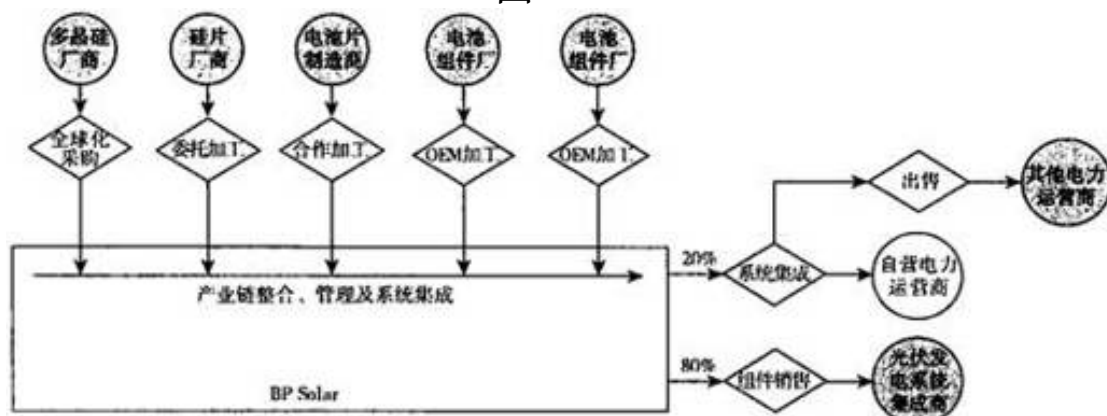 多晶硅
厂商
硅片
厂商
电池片
制造商
电池
组件厂
电池
组件厂
全球化
采购
委托加工
合作加工
OEM加工
OEM加工
出售
其他电力
运营商
20%
系统集成
自营电力
运营商
产业链整合、管理及系统集成
80%
组件销售
光伏发
电系统
集成商
BP Solar